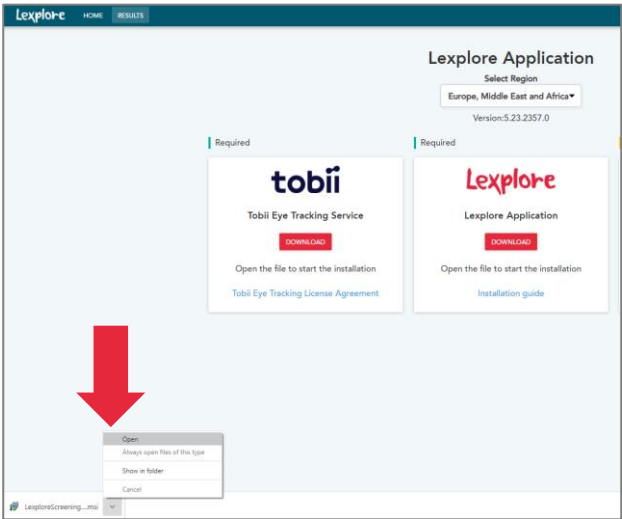 Lexplore HOME RESULTS
Lexplore Application
Select Region
Europe, Middle East and Africa
Version:5.23.2357.0
Required
tobii
Tobii Eye Tracking Service
DOWNLOAD
Open the file to start the installation
Tobii Eye Tracking License Agreement
Required
Lexplore
Lexplore Application
DOWNLOAD
Open the file to start the installation
Installation guide
Open
Always open files of this type
Show in folder
Cancel
LexploreScreening....msi